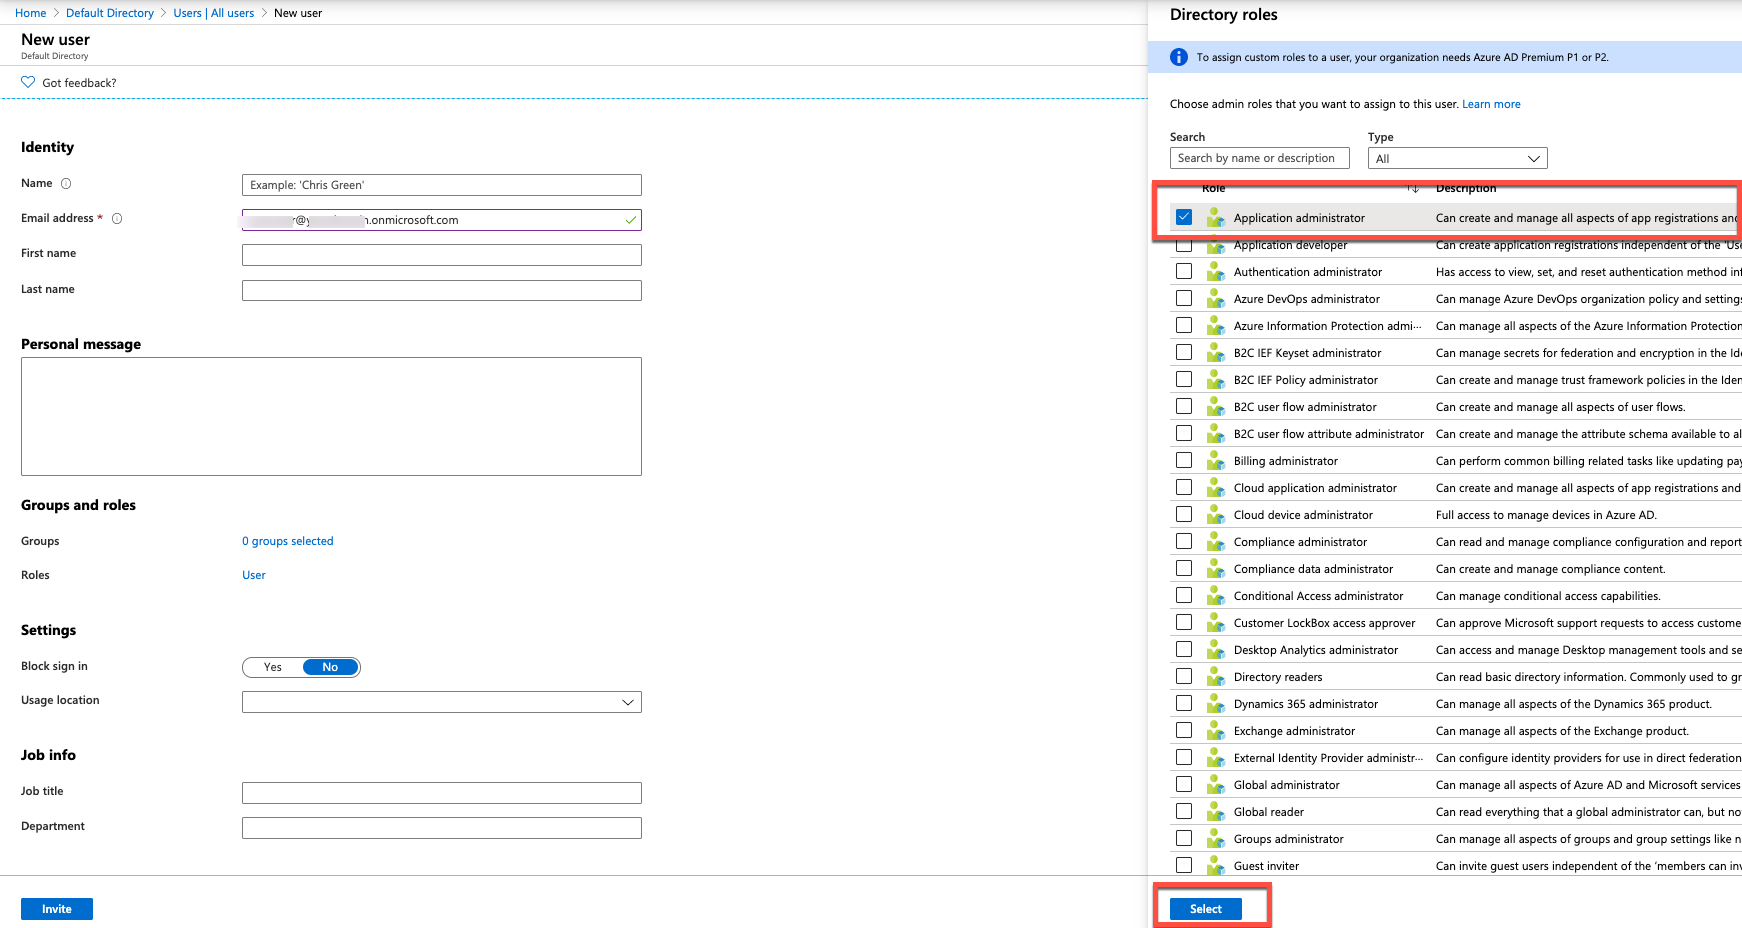 Home > Default Directory > Users | All users > New user
New user
Default Directory
Got feedback?
Identity
Name
Example: 'Chris Green'
Email address *
.onmicrosoft.com
First name
Last name
Personal message
Groups and roles
Groups
0 groups selected
Roles
User
Settings
Block sign in
Yes No
Usage location
Job info
Job title
Department
Invite
Directory roles
To assign custom roles to a user, your organization needs Azure AD Premium P1 or P2.
Choose admin roles that you want to assign to this user. Learn more
Search
Type
Search by name or description
All
Role Description
Application administrator Can create and manage all aspects of app registrations and
Application developer Can create application registrations independent of the 'Use
Authentication administrator Has access to view, set, and reset authentication method inf
Azure DevOps administrator Can manage Azure DevOps organization policy and settings
Azure Information Protection admi... Can manage all aspects of the Azure Information Protection
B2C IEF Keyset administrator Can manage secrets for federation and encryption in the Ide
B2C IEF Policy administrator Can create and manage trust framework policies in the Iden
B2C user flow administrator Can create and manage all aspects of user flows.
B2C user flow attribute administrator Can create and manage the attribute schema available to al
Billing administrator Can perform common billing related tasks like updating pay
Cloud application administrator Can create and manage all aspects of app registrations and
Cloud device administrator Full access to manage devices in Azure AD.
Compliance administrator Can read and manage compliance configuration and report
Compliance data administrator Can create and manage compliance content.
Conditional Access administrator Can manage conditional access capabilities.
Customer LockBox access approver Can approve Microsoft support requests to access custome
Desktop Analytics administrator Can access and manage Desktop management tools and se
Directory readers Can read basic directory information. Commonly used to gr
Dynamics 365 administrator Can manage all aspects of the Dynamics 365 product.
Exchange administrator Can manage all aspects of the Exchange product.
External Identity Provider administr... Can configure identity providers for use in direct federation
Global administrator Can manage all aspects of Azure AD and Microsoft services
Global reader Can read everything that a global administrator can, but no
Groups administrator Can manage all aspects of groups and group settings like n
Guest inviter Can invite guest users independent of the 'members can inv
Select